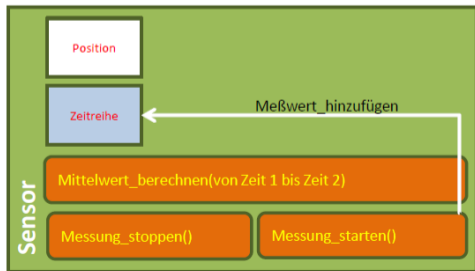 Position
Zeitreihe
Meßwert_hinzufügen
Mittelwert_berechnen(von Zeit 1 bis Zeit 2)
Messung_stoppen()
Messung_starten()
Sensor